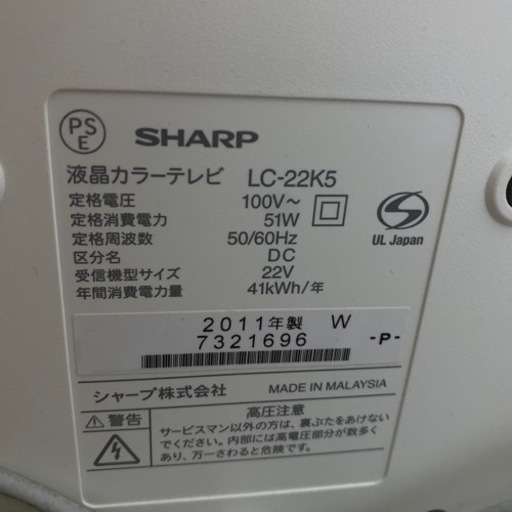 PS
E
SHARP
液晶カラーテレビ LC-22K5
定格電圧 100V～
定格消費電力 51W
定格周波数 50/60Hz
区分名 DC
受信機型サイズ 22V
年間消費電力量 41kWh/年
S
UL Japan
2011年製 W
7321696 -P-
シャープ株式会社 MADE IN MALAYSIA
警告
高圧注意
サービスマン以外の方は、裏ぶたをあけない
でください。内部には高電圧部分が数多く
あり、万一さわると危険です。